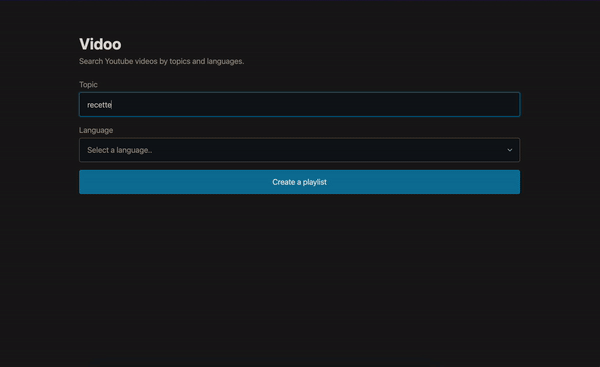 Vidoo
Search Youtube videos by topics and languages.
Topic
recette
Language
Select a language..
Create a playlist